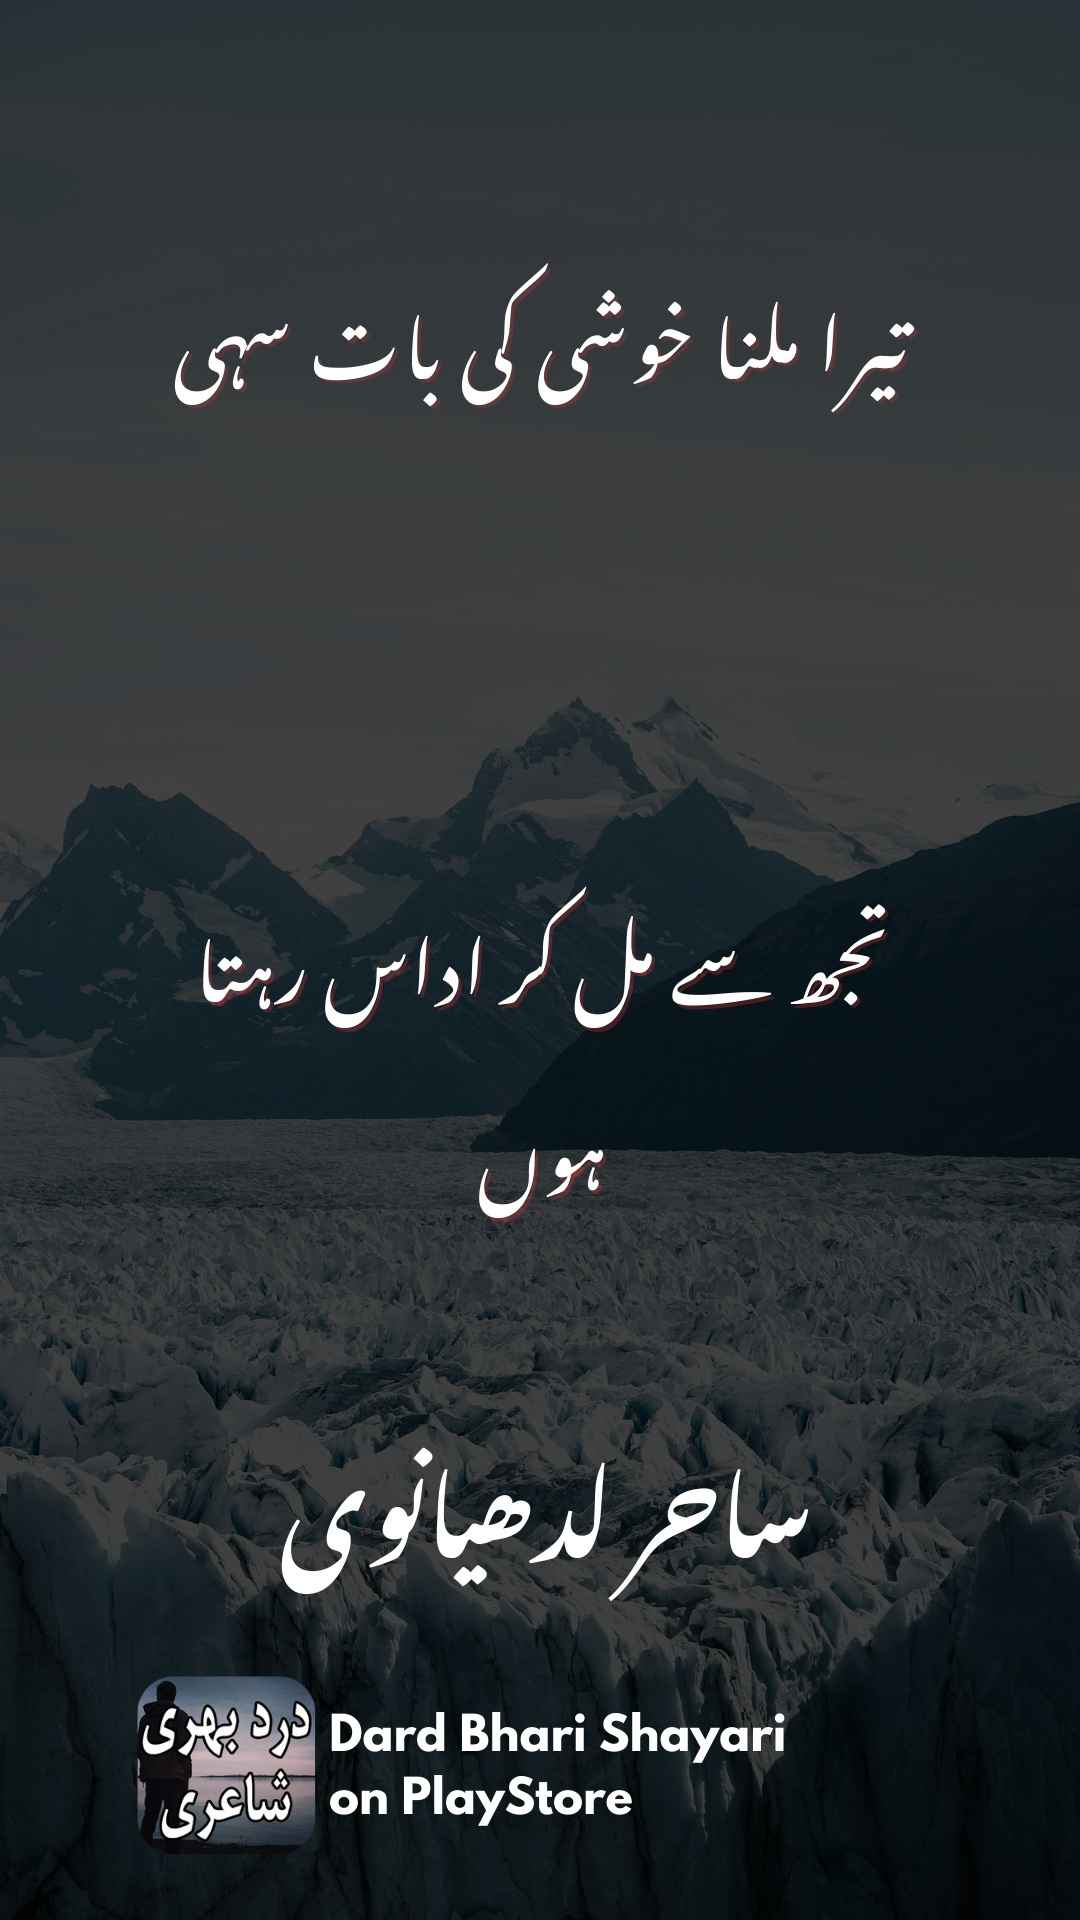 تیرا ملنا خوشی کی بات سہی
تجھ سے مل کر اداس رہتا
ہوں
ساحر لدھیانوی
درد بھری
شاعری
Dard Bhari Shayari
on PlayStore